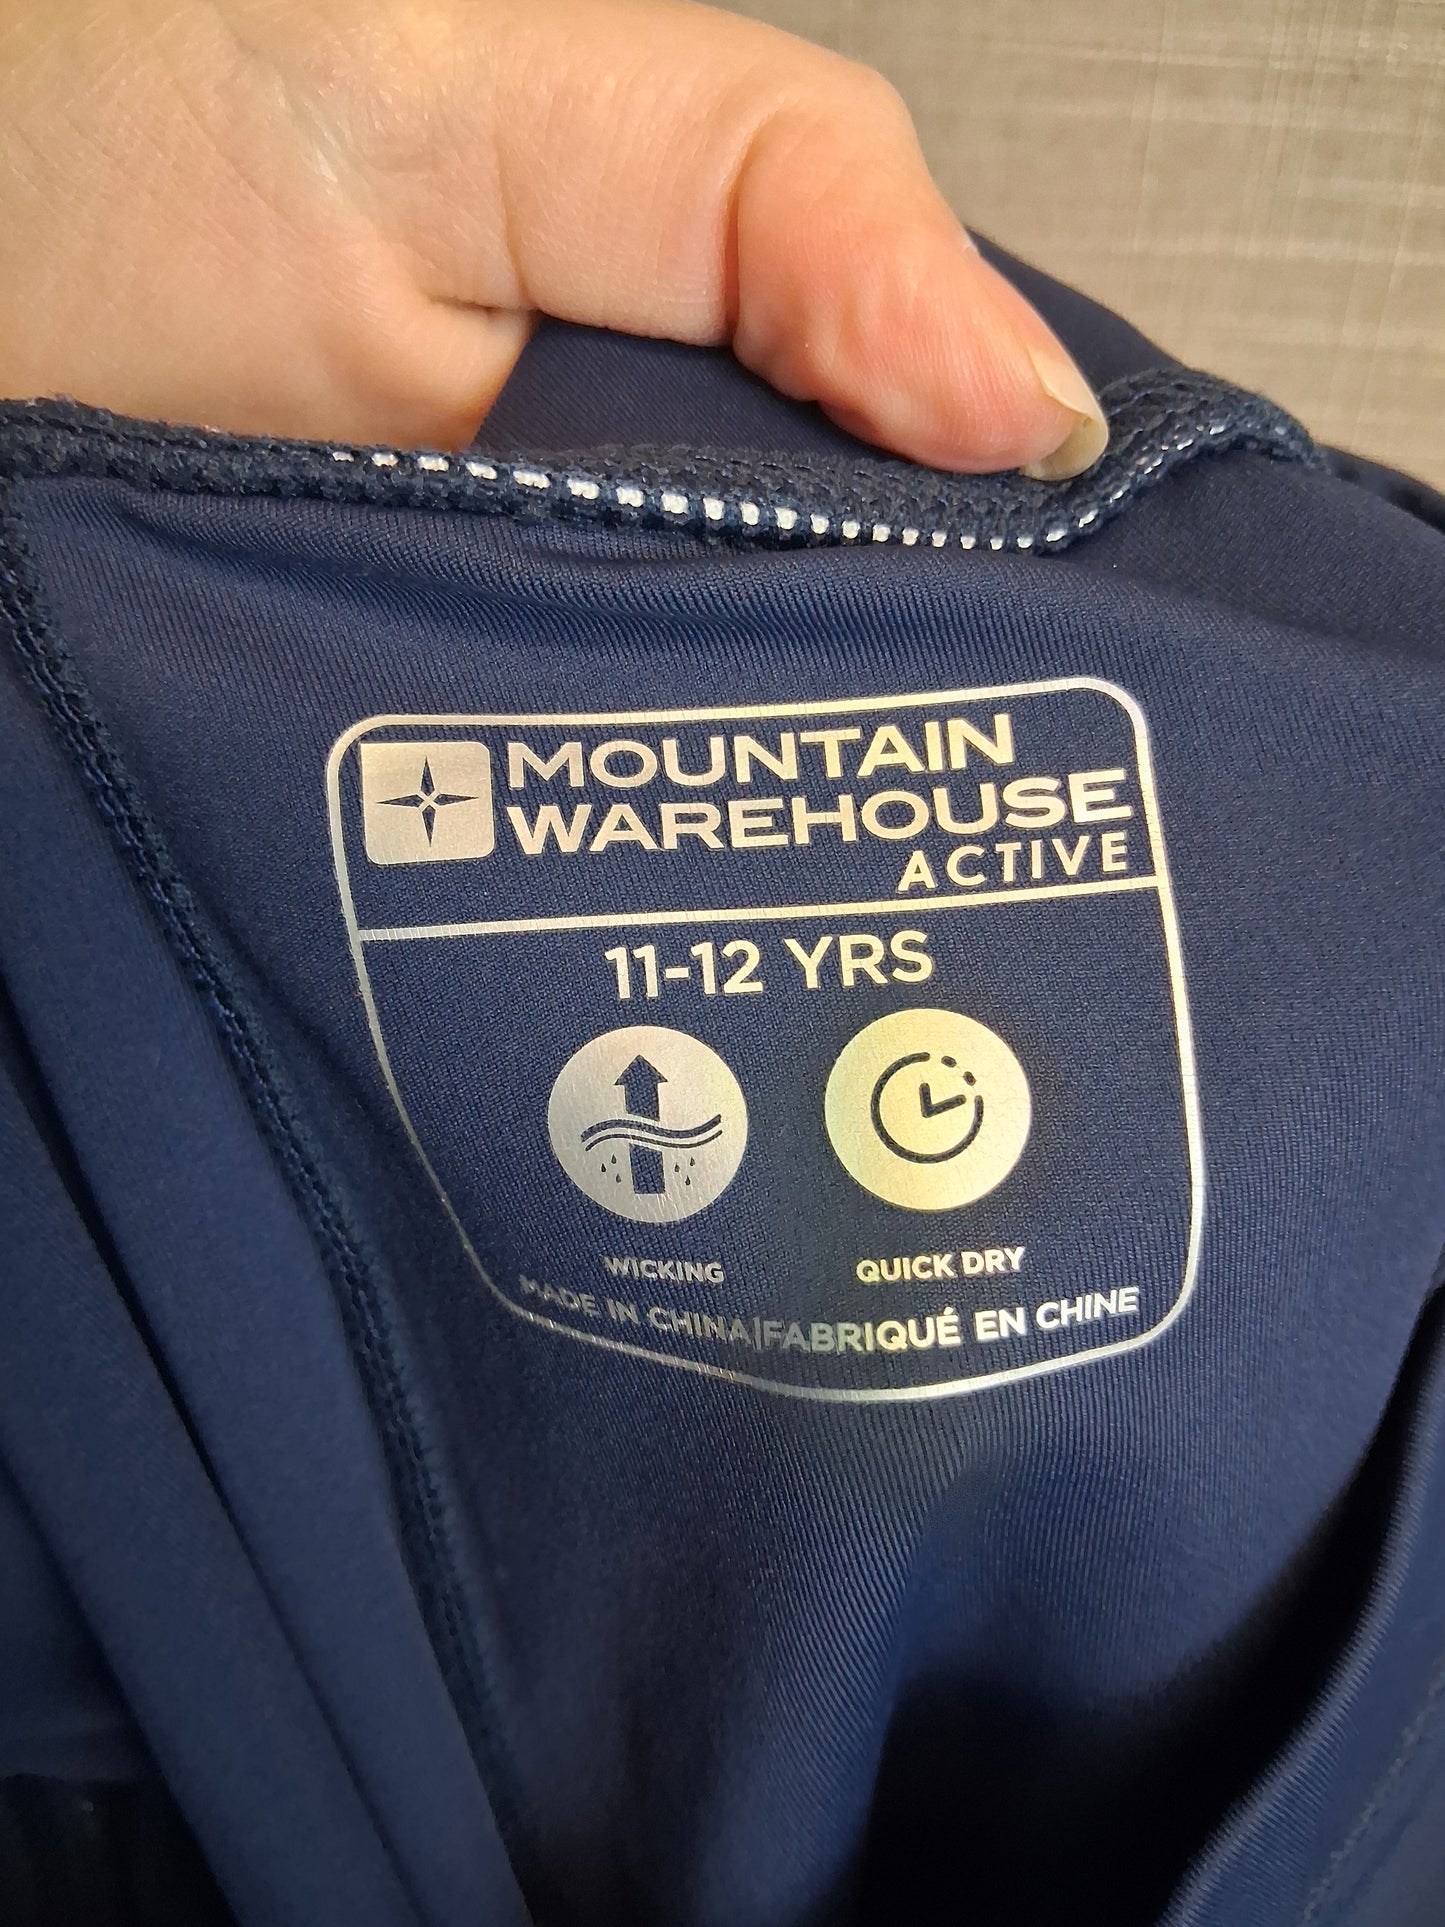 MOUNTAIN
WAREHOUSE
ACTIVE
11-12 YRS
WICKING
QUICK DRY
MADE IN CHINA|FABRIQUÉ EN CHINE